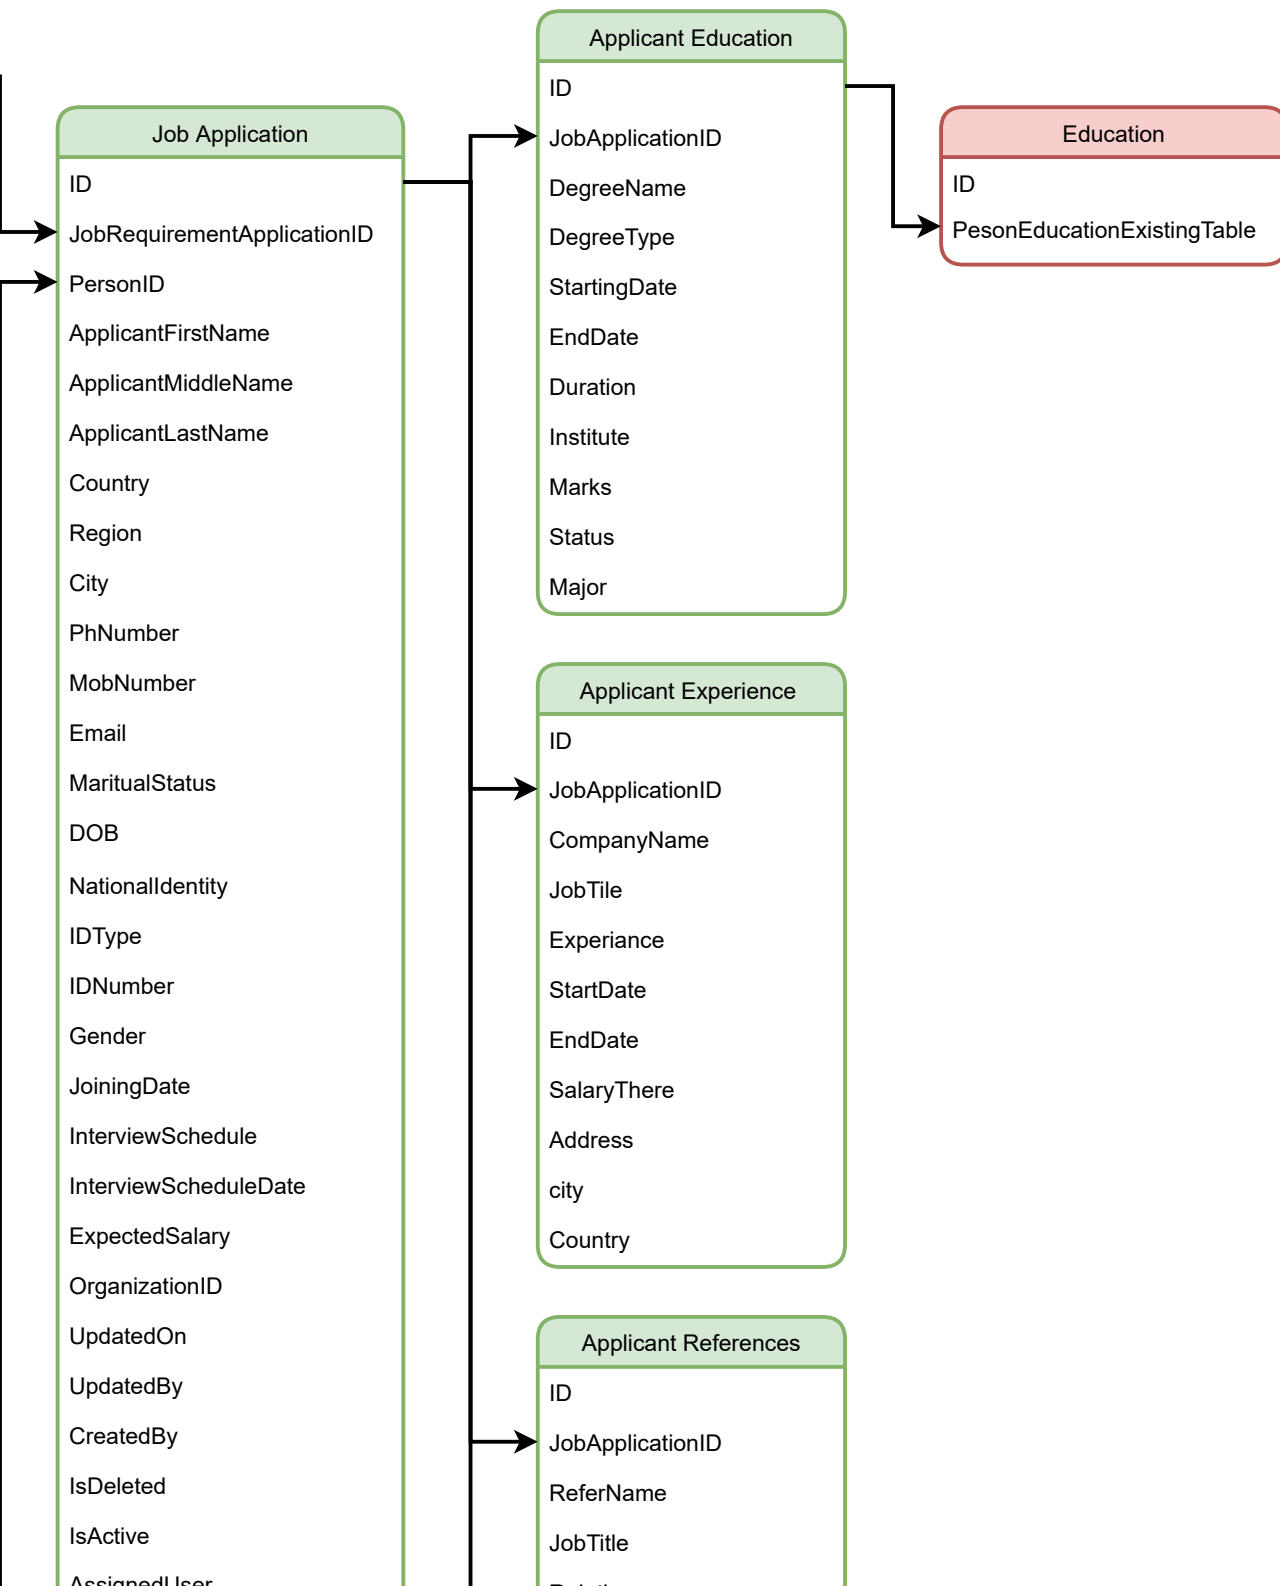 Job Application
ID
JobRequirementApplicationID
PersonID
ApplicantFirstName
ApplicantMiddleName
ApplicantLastName
Country
Region
City
PhNumber
MobNumber
Email
MaritualStatus
DOB
NationalIdentity
IDType
IDNumber
Gender
JoiningDate
InterviewSchedule
InterviewScheduleDate
ExpectedSalary
OrganizationID
UpdatedOn
UpdatedBy
CreatedBy
IsDeleted
IsActive
AssignedUser
Applicant Education
ID
JobApplicationID
DegreeName
DegreeType
StartingDate
EndDate
Duration
Institute
Marks
Status
Major
Applicant Experience
ID
JobApplicationID
CompanyName
JobTile
Experiance
StartDate
EndDate
SalaryThere
Address
city
Country
Applicant References
ID
JobApplicationID
ReferName
JobTitle
Education
ID
PesonEducationExistingTable